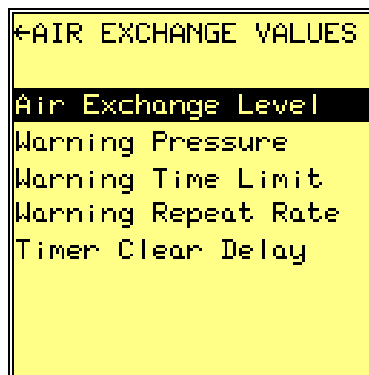 ←AIR EXCHANGE VALUES
Air Exchange Level
Warning Pressure
Warning Time Limit
Warning Repeat Rate
Timer Clear Delay